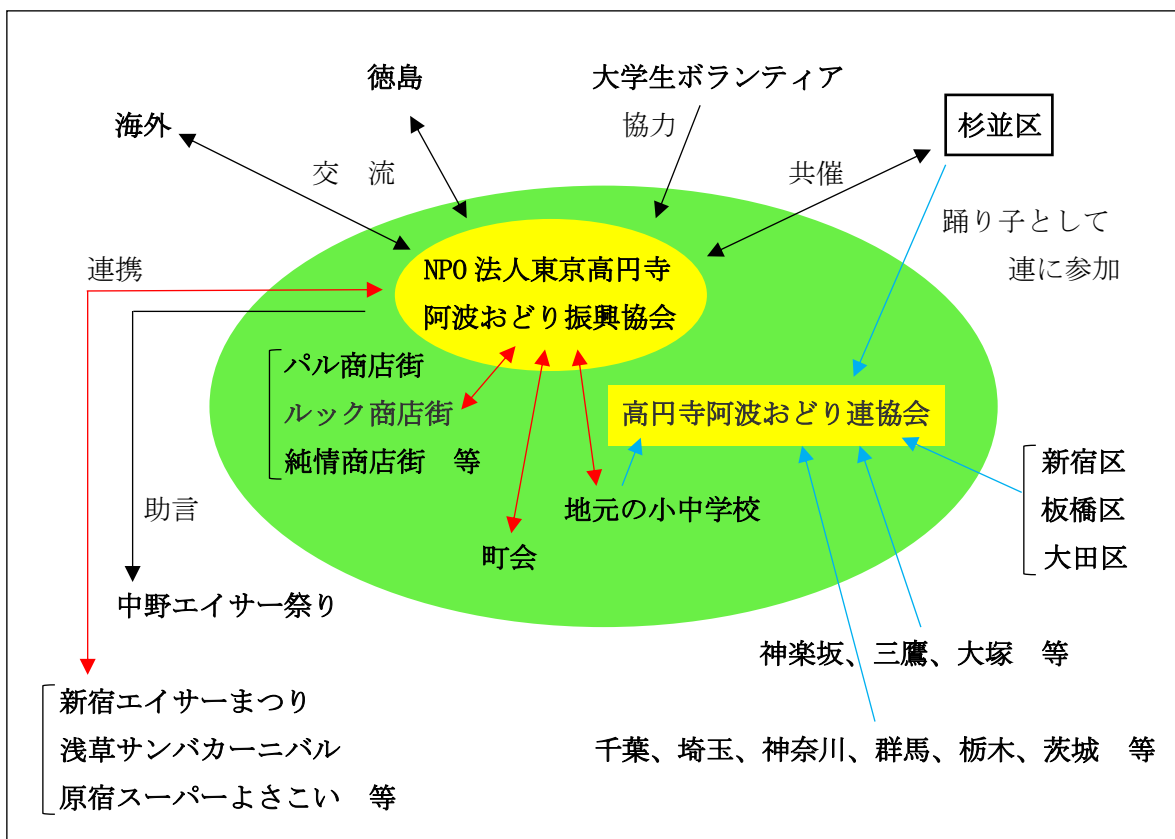 徳島
大学生ボランティア
海外
協力
杉並区
交　流
共催
踊り子として
連に参加
連携
NPO 法人東京高円寺
阿波おどり振興協会
パル商店街
ルック商店街
純情商店街　等
高円寺阿波おどり連協会
新宿区
板橋区
大田区
助言
地元の小中学校
町会
中野エイサー祭り
神楽坂、三鷹、大塚　等
新宿エイサーまつり
浅草サンバカーニバル
原宿スーパーよさこい　等
千葉、埼玉、神奈川、群馬、栃木、茨城　等